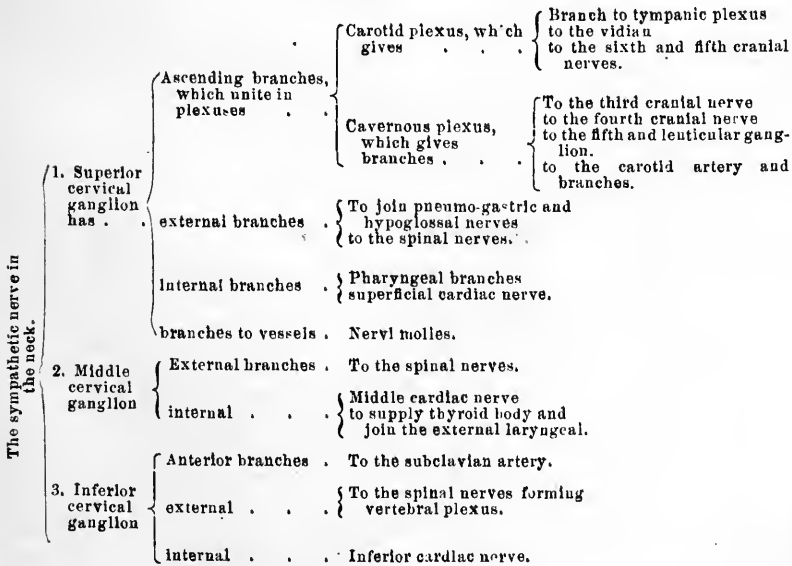 The sympathetic nerve in
the neck.
1. Superior
cervical
ganglion
has . .
Ascending branches,
which unite in
plexuses . .
Carotid plexus, which
gives . . .
Branch to tympanic plexus
to the vidian
to the sixth and fifth cranial
nerves.
Cavernous plexus,
which gives
branches . . .
To the third cranial nerve
to the fourth cranial nerve
to the fifth and lenticular gang-
lion.
to the carotid artery and
branches.
external branches .
To join pneumo-gastric and
hypoglossal nerves
to the spinal nerves.
Internal branches .
Pharyngeal branches
superficial cardiac nerve.
branches to vessels . Nervi molles.
2. Middle
cervical
ganglion
External branches . To the spinal nerves.
internal . . .
Middle cardiac nerve
to supply thyroid body and
join the external laryngeal.
3. Inferior
cervical
ganglion
Anterior branches . To the subclavian artery.
external . . .
To the spinal nerves forming
vertebral plexus.
internal . . . Inferior cardiac nerve.